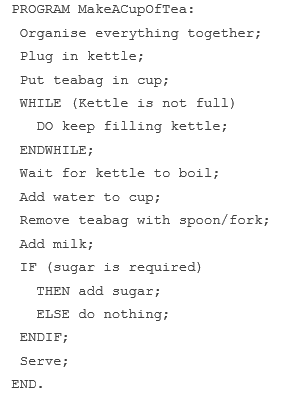 PROGRAM MakeACupOfTea:
Organise everything together;
Plug in kettle;
Put teabag in cup;
WHILE (Kettle is not full)
DO keep filling kettle;
ENDWHILE;
Wait for kettle to boil;
Add water to cup;
Remove teabag with spoon/fork;
Add milk;
IF (sugar is required)
THEN add sugar;
ELSE do nothing;
ENDIF;
Serve;
END.